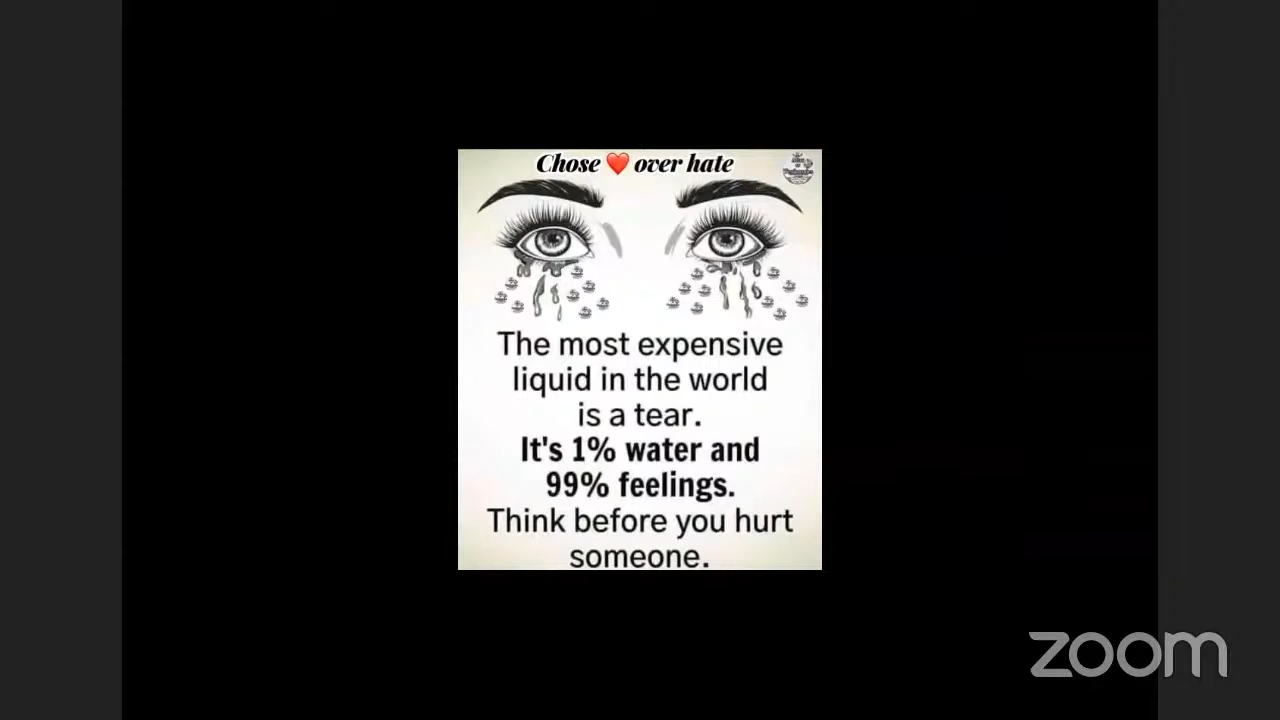 Chose ❤️ over hate
The most expensive
liquid in the world
is a tear.
It's 1% water and
99% feelings.
Think before you hurt
someone.
zoom